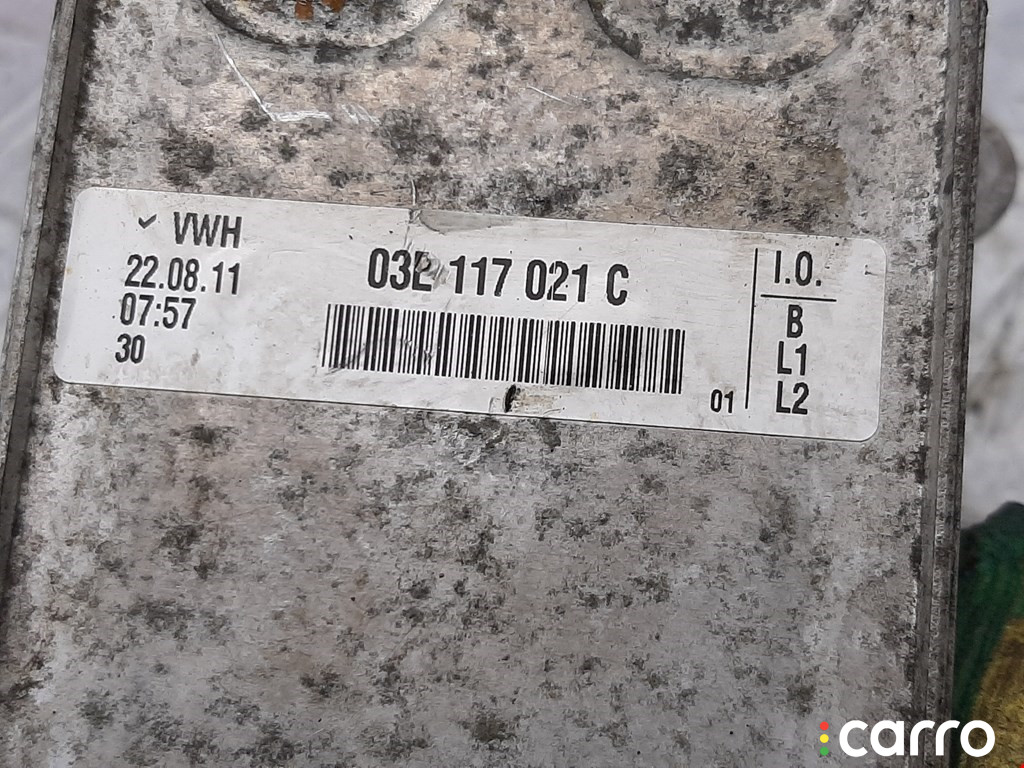 VWH
22.08.11
07:57
30
03L 117 021 C
01
I.O.
B
L1
L2
carro